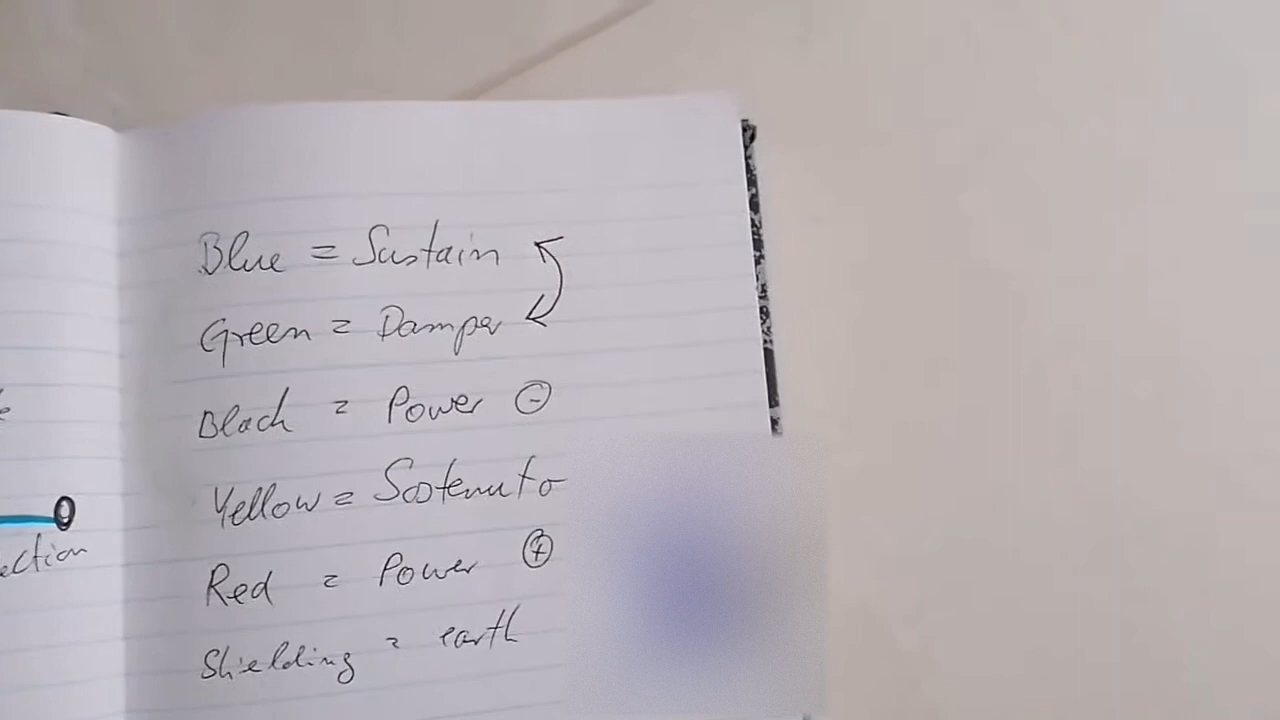 Blue = Sustain
Green = Damper
Black = Power ⊖
Yellow = Sostenuto
Red = Power ⊕
Shielding = earth